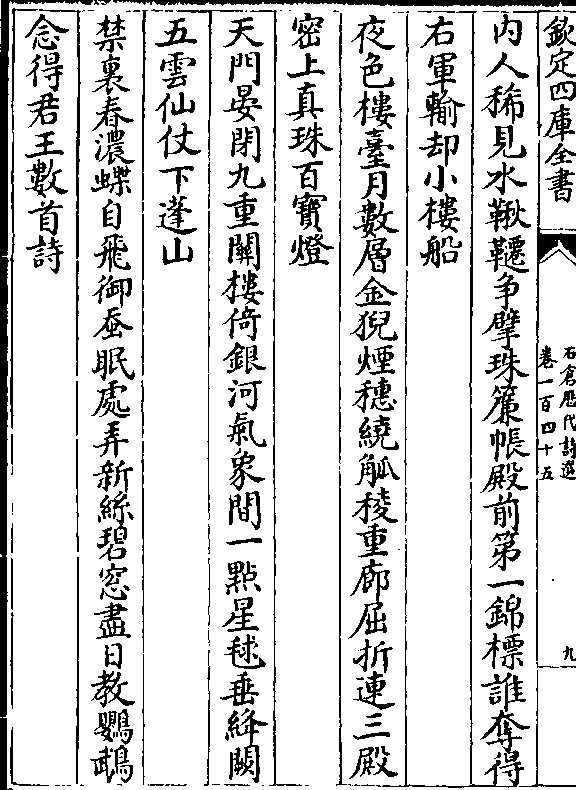 欽定四庫全書
石倉歷代詩選
卷一百四十五
九
内人稀見水鞦韆争擘珠簾帳殿前第一錦標誰奪得
右軍輸却小樓船
夜色樓臺月數層金猊煙穗繞觚稜重廊屈折連三殿
密上真珠百寶燈
天門晏閉九重關樓倚銀河氣象間一點星毬垂絳闕
五雲仙仗下蓬山
禁裏春濃蝶自飛御蚕眠處弄新絲碧窓盡日教鸚鵡
念得君王數首詩